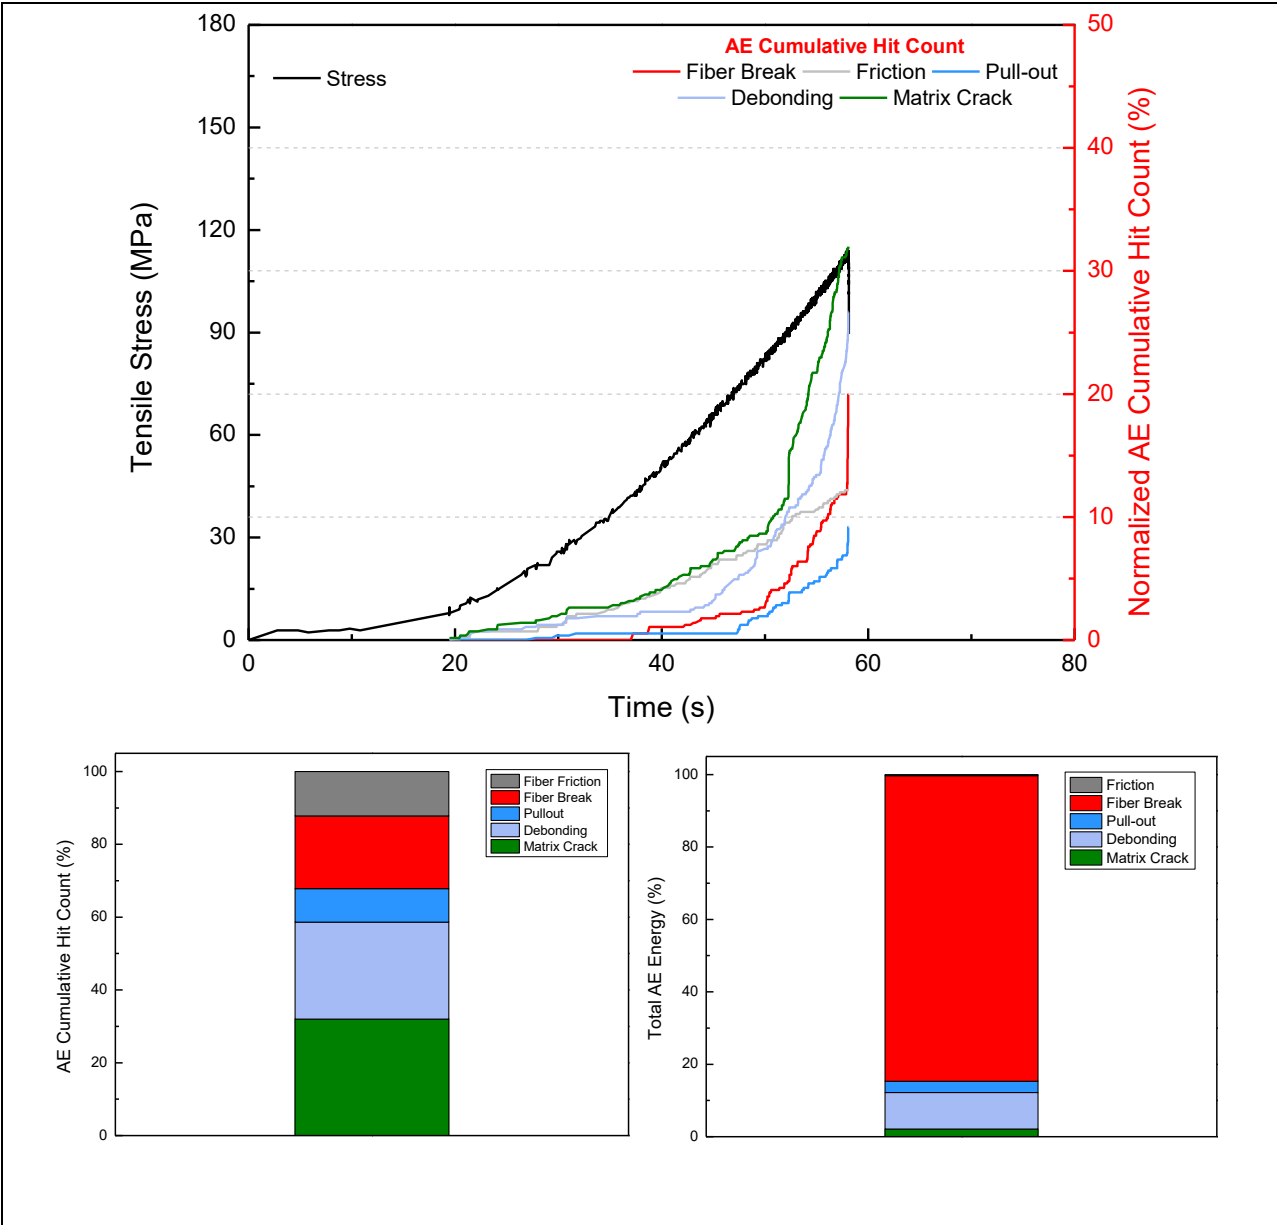 AE Cumulative Hit Count
Stress
Fiber Break Friction Pull-out
Debonding Matrix Crack
Tensile Stress (MPa)
180
150
120
90
60
30
0
Normalized AE Cumulative Hit Count (%)
50
40
30
20
10
0
0 20 40 60 80
Time (s)
AE Cumulative Hit Count (%)
100
80
60
40
20
0
Fiber Friction
Fiber Break
Pullout
Debonding
Matrix Crack
Total AE Energy (%)
100
80
60
40
20
0
Friction
Fiber Break
Pull-out
Debonding
Matrix Crack